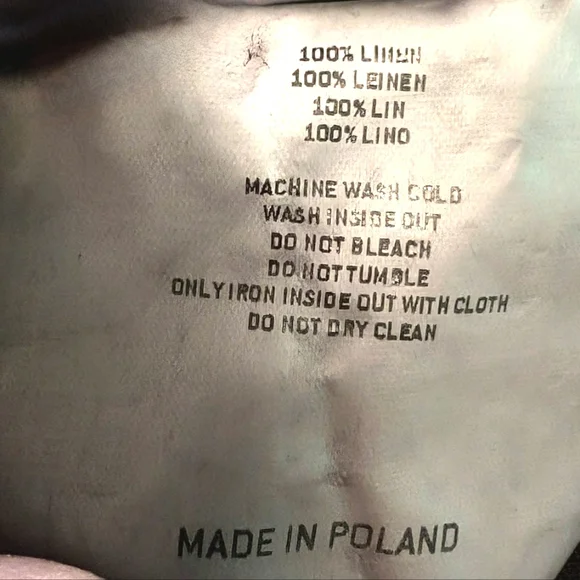 100% LINEN
100% LEINEN
100% LIN
100% LINO
MACHINE WASH COLD
WASH INSIDE OUT
DO NOT BLEACH
DO NOT TUMBLE
ONLY IRON INSIDE OUT WITH CLOTH
DO NOT DRY CLEAN
MADE IN POLAND